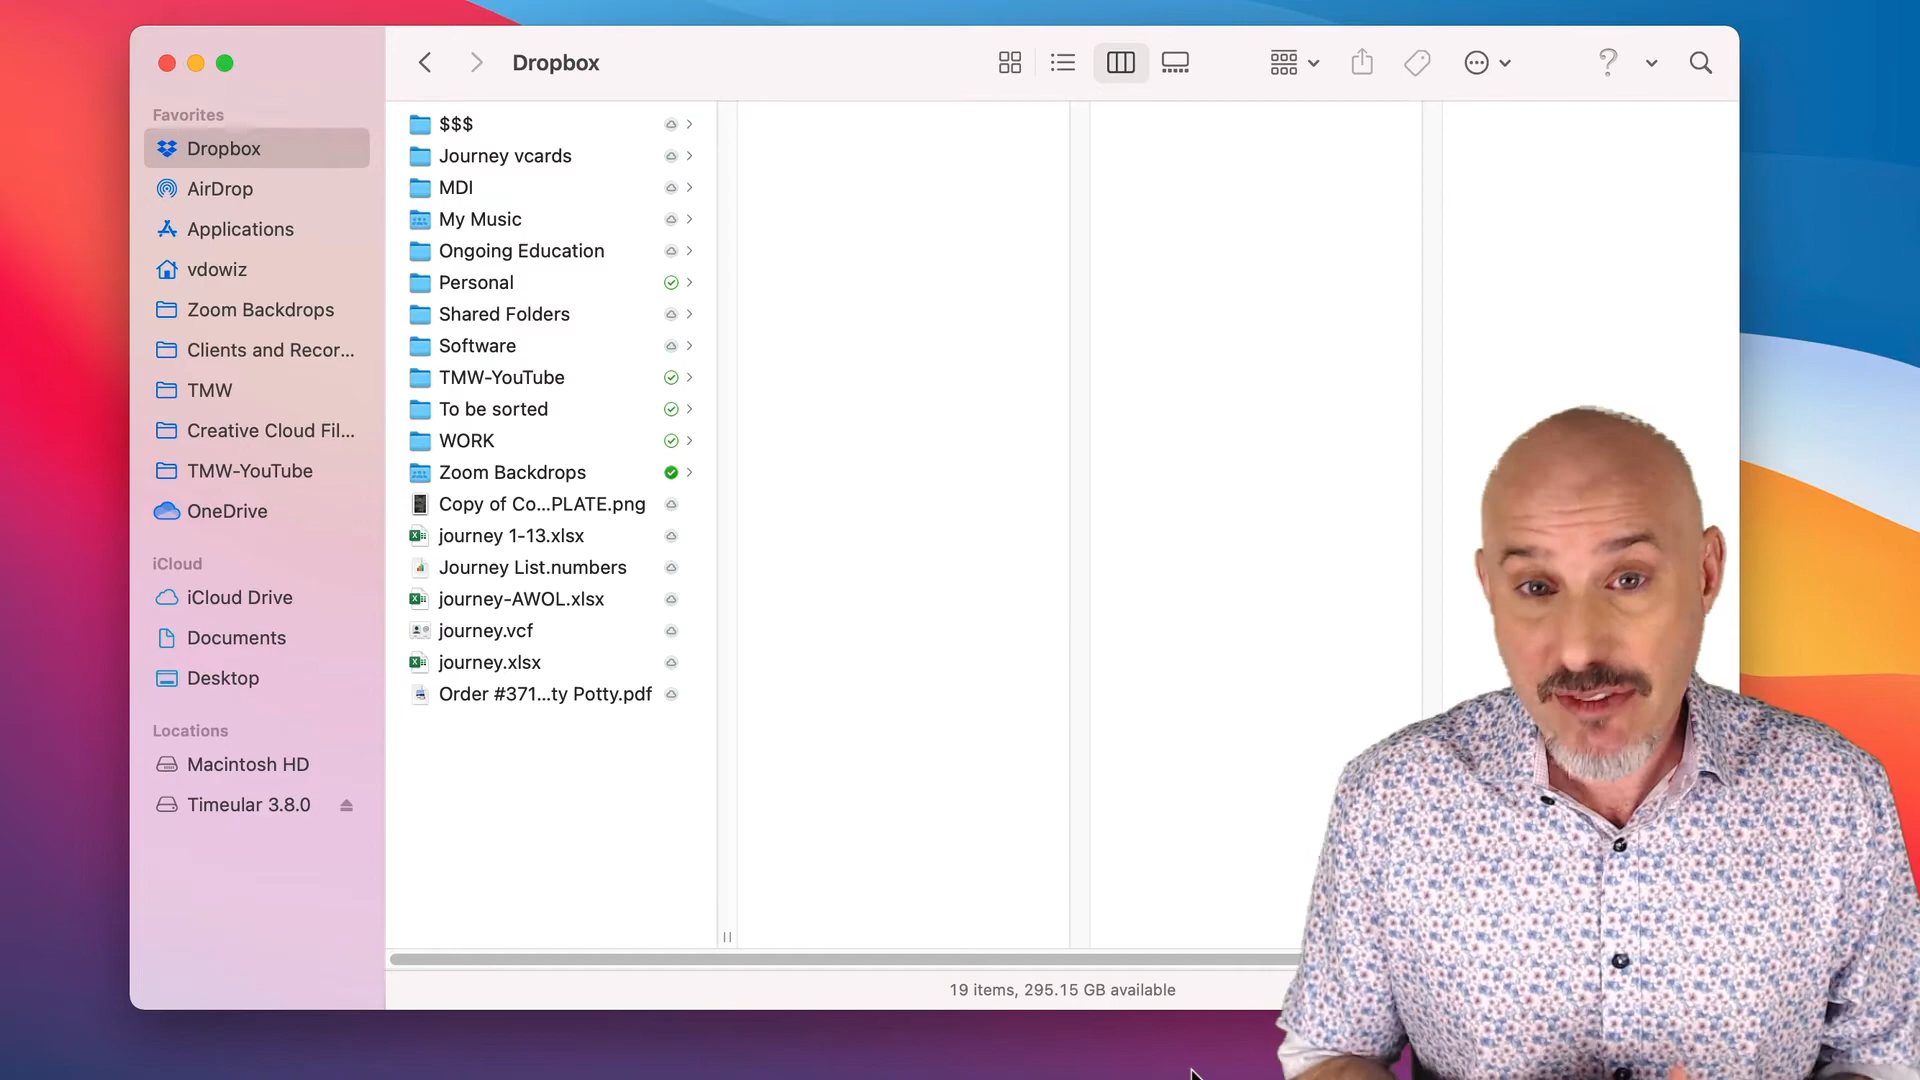 Dropbox
Favorites
Dropbox
AirDrop
Applications
vdowiz
Zoom Backdrops
Clients and Recor...
TMW
Creative Cloud Fil...
TMW-YouTube
OneDrive
iCloud
iCloud Drive
Documents
Desktop
Locations
Macintosh HD
Timeular 3.8.0
$$$
Journey vcards
MDI
My Music
Ongoing Education
Personal
Shared Folders
Software
TMW-YouTube
To be sorted
WORK
Zoom Backdrops
Copy of Co...PLATE.png
journey 1-13.xlsx
Journey List.numbers
journey-AWOL.xlsx
journey.vcf
journey.xlsx
Order #371...ty Potty.pdf
19 items, 295.15 GB available